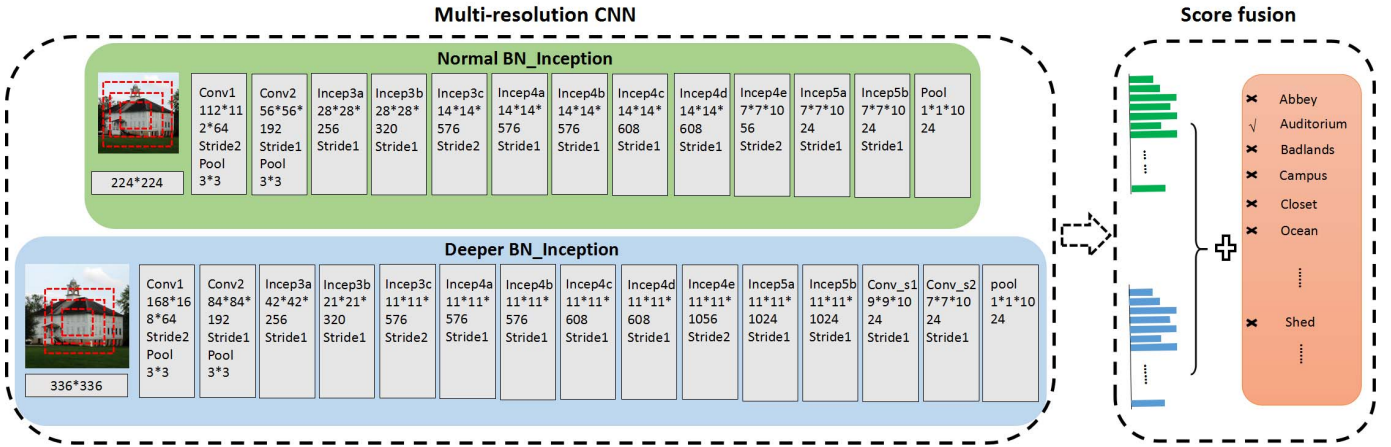 Multi-resolution CNN
Normal BN_Inception
224*224
Conv1
112*11
2*64
Stride2
Pool
3*3
Conv2
56*56*
192
Stride1
Pool
3*3
Incep3a
28*28*
256
Stride1
Incep3b
28*28*
320
Stride1
Incep3c
14*14*
576
Stride2
Incep4a
14*14*
576
Stride1
Incep4b
14*14*
576
Stride1
Incep4c
14*14*
608
Stride1
Incep4d
14*14*
608
Stride1
Incep4e
7*7*10
56
Stride2
Incep5a
7*7*10
24
Stride1
Incep5b
7*7*10
24
Stride1
Pool
1*1*10
24
Deeper BN_Inception
336*336
Conv1
168*16
8*64
Stride2
Pool
3*3
Conv2
84*84*
192
Stride1
Pool
3*3
Incep3a
42*42*
256
Stride1
Incep3b
21*21*
320
Stride1
Incep3c
11*11*
576
Stride2
Incep4a
11*11*
576
Stride1
Incep4b
11*11*
576
Stride1
Incep4c
11*11*
608
Stride1
Incep4d
11*11*
608
Stride1
Incep4e
11*11*
1056
Stride2
Incep5a
11*11*
1024
Stride1
Incep5b
11*11*
1024
Stride1
Conv_s1
9*9*10
24
Stride1
Conv_s2
7*7*10
24
Stride1
pool
1*1*10
24
Score fusion
Abbey
√ Auditorium
Badlands
Campus
Closet
Ocean
......
Shed
......